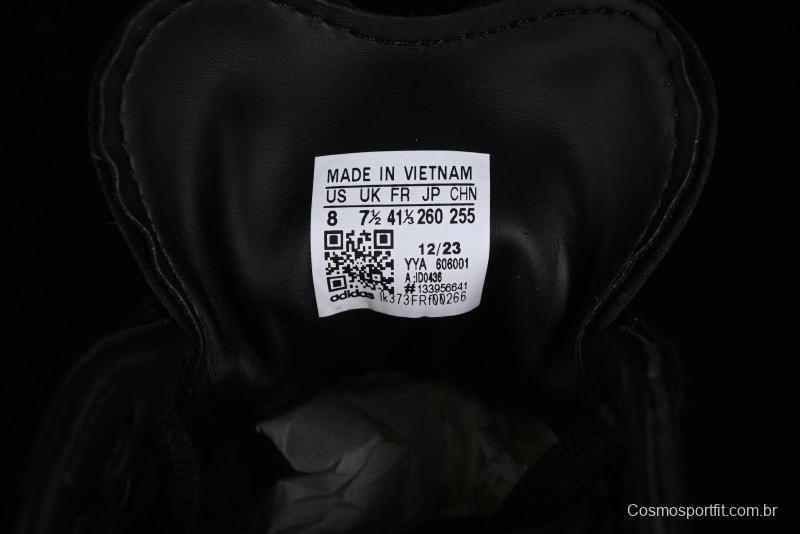 MADE IN VIETNAM
US UK FR JP CHN
8 7½ 41⅓ 260 255
12/23
YYA 606001
A:ID0436
#133956641
adidas lk373FRf00266
Cosmosportfit.com.br